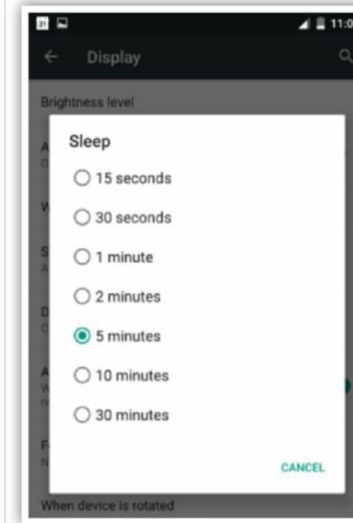 31
11:0
Display
Brightness level
Sleep
15 seconds
30 seconds
1 minute
2 minutes
5 minutes
10 minutes
30 minutes
CANCEL
When device is rotated